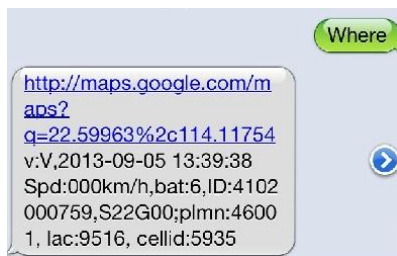 Where
http://maps.google.com/m
aps?
q=22.59963%2c114.11754
v:V,2013-09-05 13:39:38
Spd:000km/h,bat:6,ID:4102
000759,S22G00;plmn:4600
1, lac:9516, cellid:5935